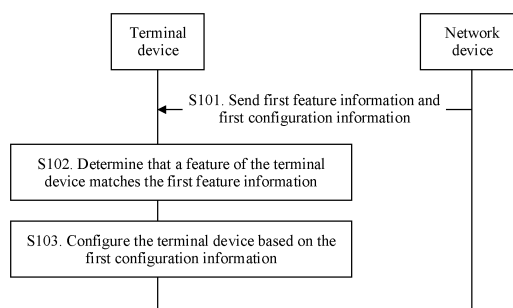 Terminal
device
Network
device
S101. Send first feature information and
first configuration information
S102. Determine that a feature of the terminal
device matches the first feature information
S103. Configure the terminal device based on the
first configuration information